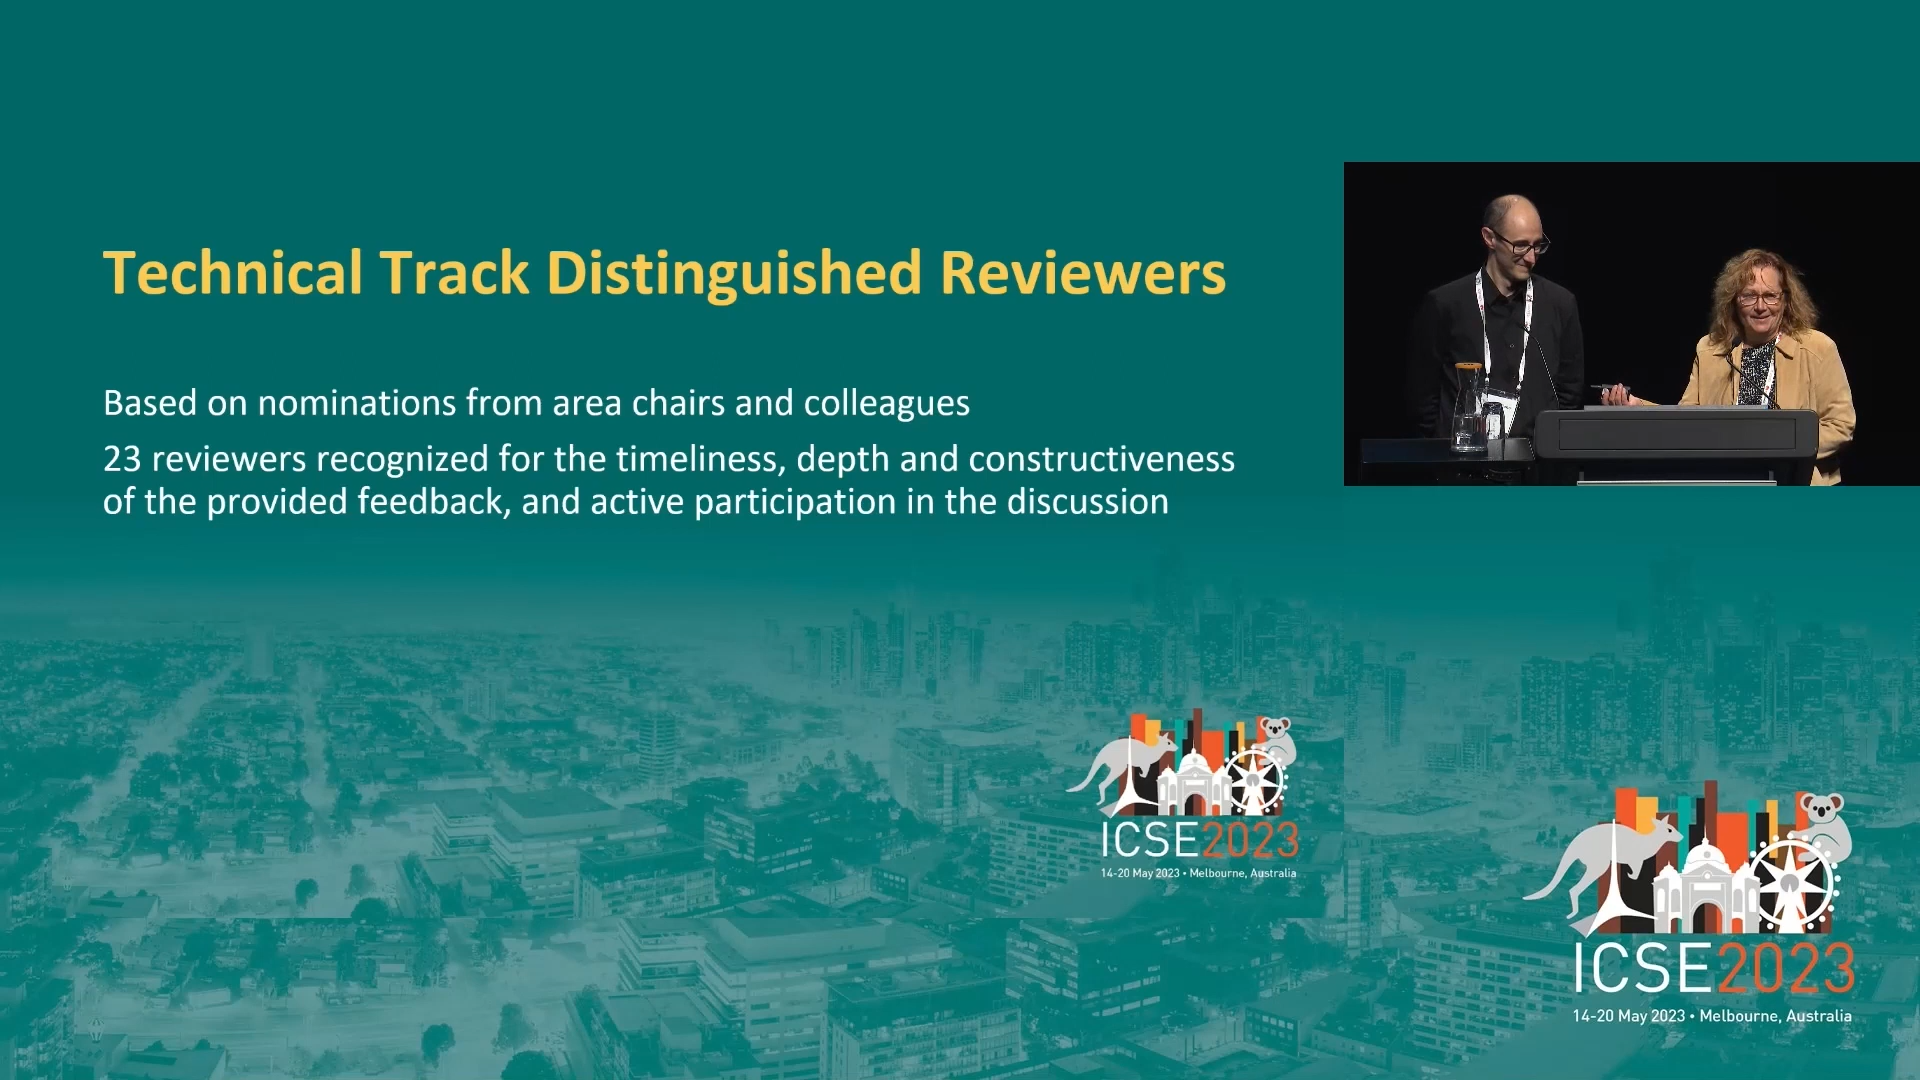 Technical Track Distinguished Reviewers
Based on nominations from area chairs and colleagues
23 reviewers recognized for the timeliness, depth and constructiveness
of the provided feedback, and active participation in the discussion
ICSE2023
14-20 May 2023 • Melbourne, Australia
ICSE2023
14-20 May 2023 • Melbourne, Australia